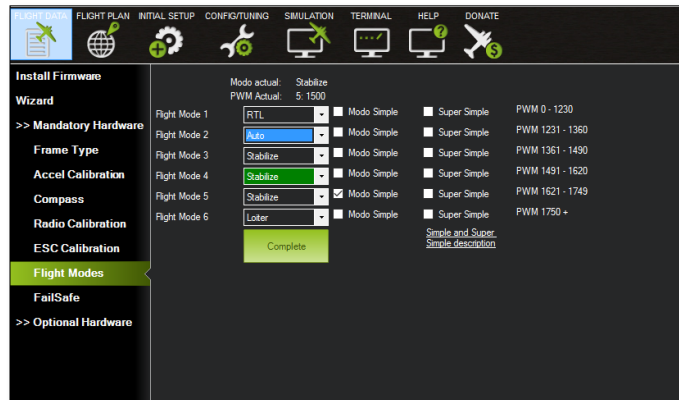 FLIGHT DATA FLIGHT PLAN INITIAL SETUP CONFIG/TUNING SIMULATION TERMINAL HELP DONATE
Install Firmware
Wizard
>> Mandatory Hardware
Frame Type
Accel Calibration
Compass
Radio Calibration
ESC Calibration
Flight Modes
FailSafe
>> Optional Hardware
Modo actual: Stabilize
PWM Actual: 5: 1500
Flight Mode 1 RTL Modo Simple Super Simple PWM 0 - 1230
Flight Mode 2 Auto Modo Simple Super Simple PWM 1231 - 1360
Flight Mode 3 Stabilize Modo Simple Super Simple PWM 1361 - 1490
Flight Mode 4 Stabilize Modo Simple Super Simple PWM 1491 - 1620
Flight Mode 5 Stabilize Modo Simple Super Simple PWM 1621 - 1749
Flight Mode 6 Loiter Modo Simple Super Simple PWM 1750 +
Complete
Simple and Super
Simple description